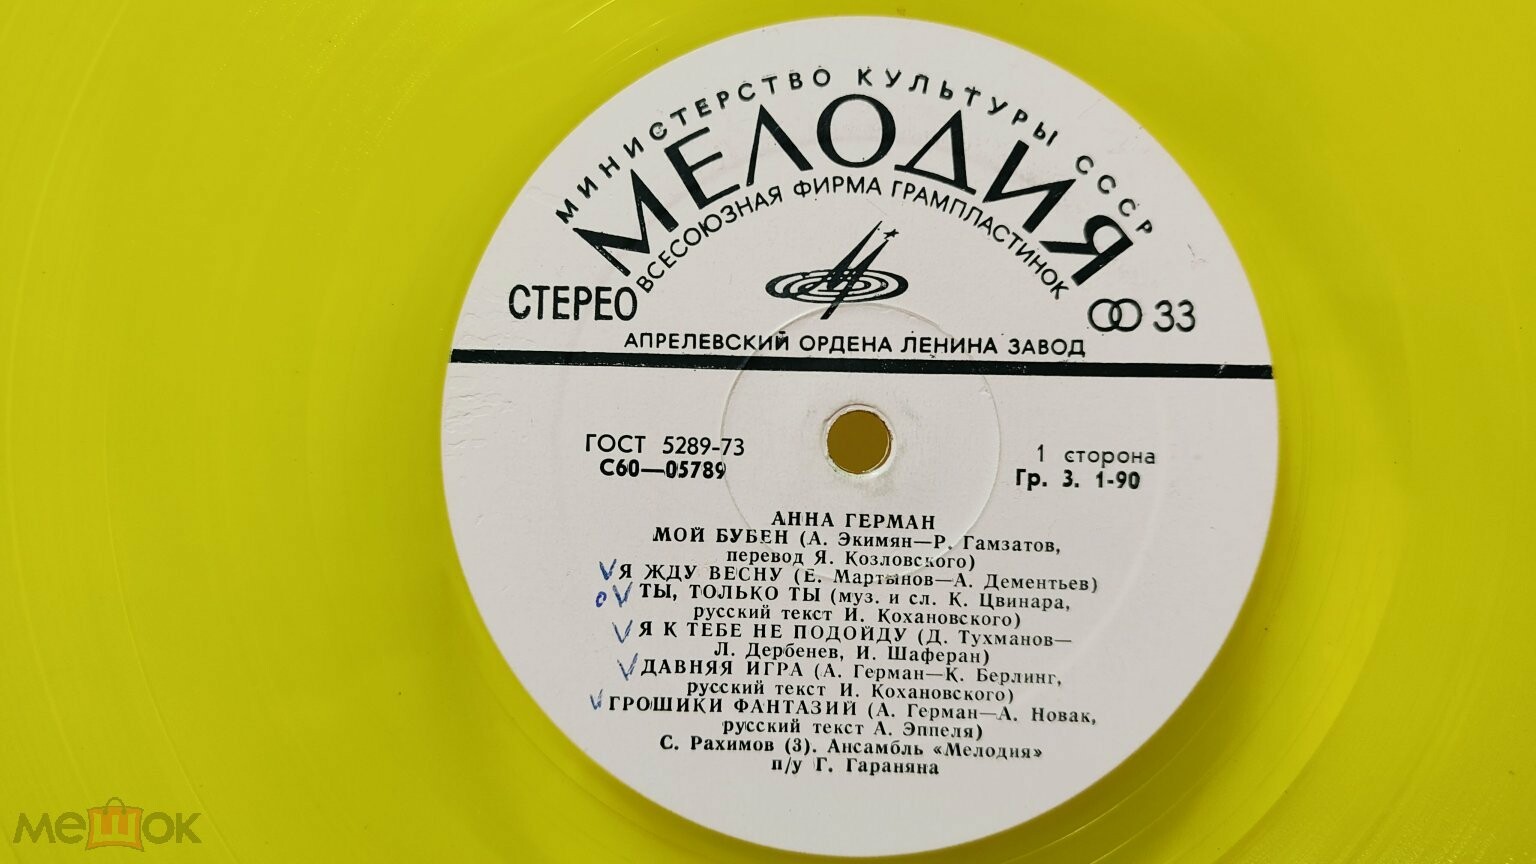 МИНИСТЕРСТВО КУЛЬТУРЫ СССР
МЕЛОДИЯ
ВСЕСОЮЗНАЯ ФИРМА ГРАМПЛАСТИНОК
СТЕРЕО
33
АПРЕЛЕВСКИЙ ОРДЕНА ЛЕНИНА ЗАВОД
ГОСТ 5289-73
С60—05789
1 сторона
Гр. 3. 1-90
АННА ГЕРМАН
МОЙ БУБЕН (А. Экимян—Р. Гамзатов,
перевод Я. Козловского)
Я ЖДУ ВЕСНУ (Е. Мартынов—А. Дементьев)
ТЫ, ТОЛЬКО ТЫ (муз. и сл. К. Цвинара,
русский текст И. Кохановского)
Я К ТЕБЕ НЕ ПОДОЙДУ (Д. Тухманов—
Л. Дербенев, И. Шаферан)
ДАВНЯЯ ИГРА (А. Герман—К. Берлинг,
русский текст И. Кохановского)
ГРОШИКИ ФАНТАЗИЙ (А. Герман—А. Новак,
русский текст А. Эппеля)
С. Рахимов (3). Ансамбль «Мелодия»
п/у Г. Гараняна
мешок